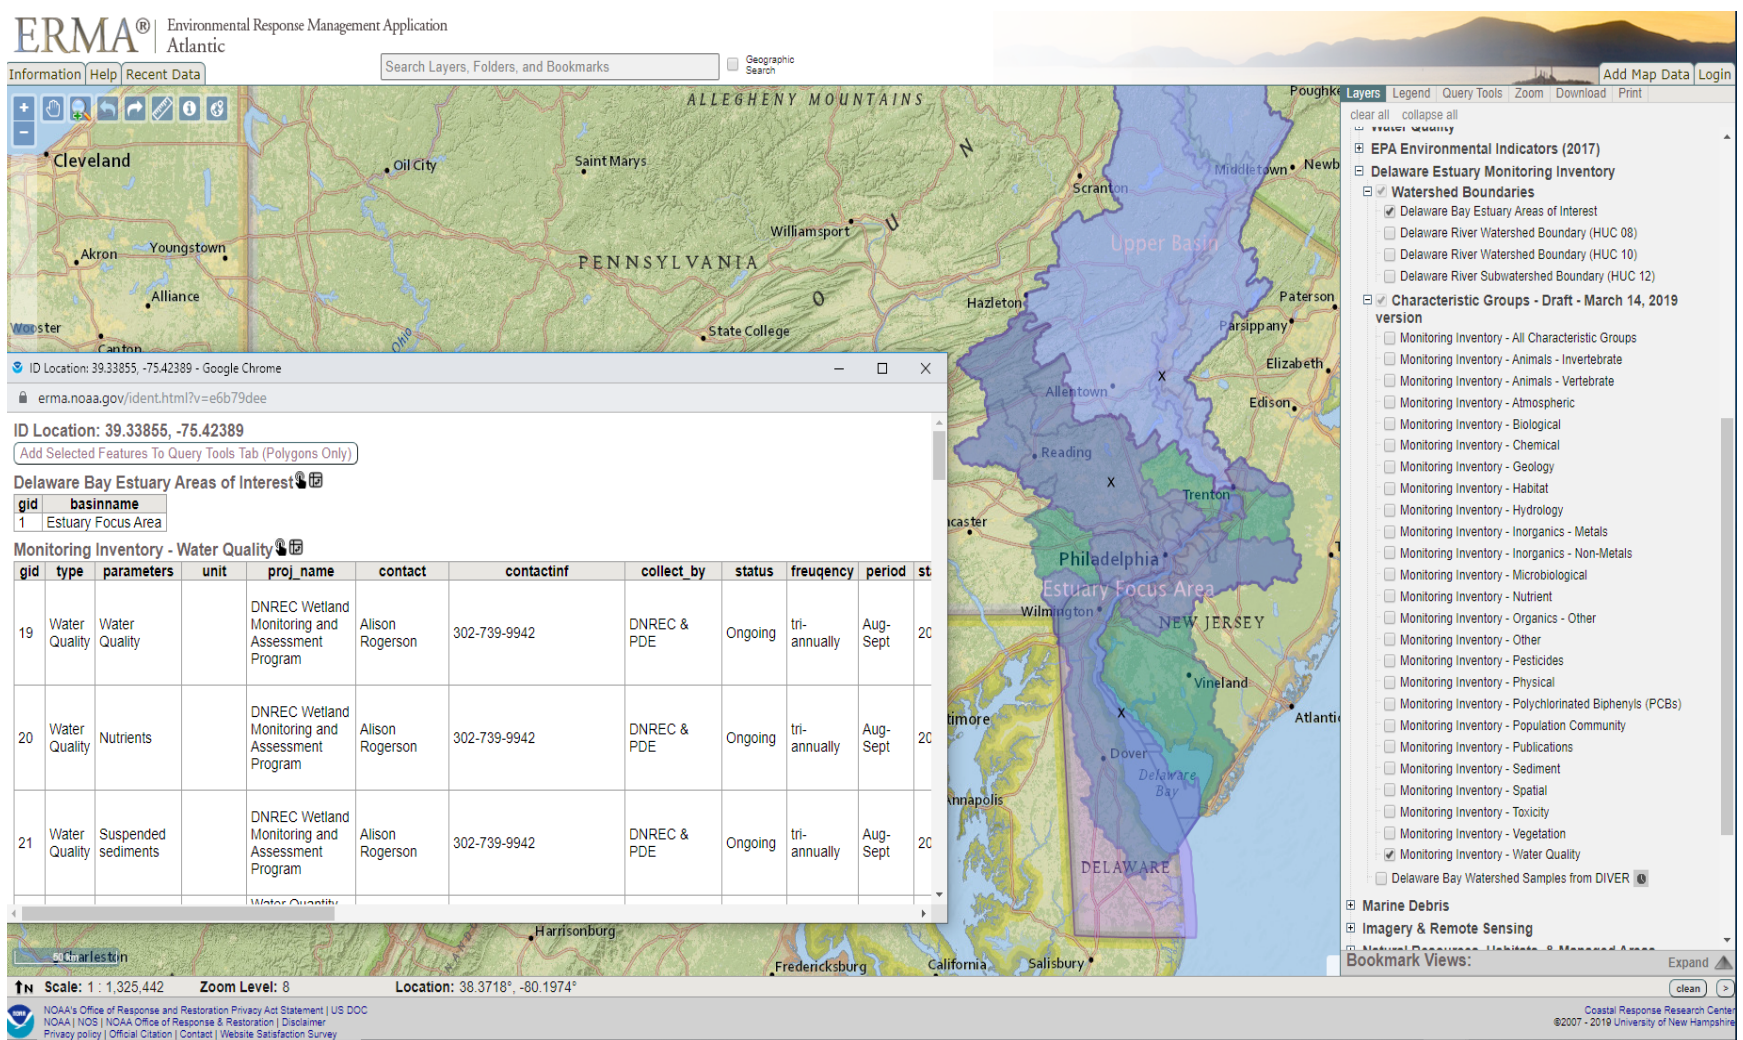 ERMA® Environmental Response Management Application
Atlantic
Information Help Recent Data
Search Layers, Folders, and Bookmarks
Geographic
Search
Add Map Data Login
Layers Legend Query Tools Zoom Download Print
clear all collapse all
Water Quality
EPA Environmental Indicators (2017)
Delaware Estuary Monitoring Inventory
Watershed Boundaries
Delaware Bay Estuary Areas of Interest
Delaware River Watershed Boundary (HUC 08)
Delaware River Watershed Boundary (HUC 10)
Delaware River Subwatershed Boundary (HUC 12)
Characteristic Groups - Draft - March 14, 2019
version
Monitoring Inventory - All Characteristic Groups
Monitoring Inventory - Animals - Invertebrate
Monitoring Inventory - Animals - Vertebrate
Monitoring Inventory - Atmospheric
Monitoring Inventory - Biological
Monitoring Inventory - Chemical
Monitoring Inventory - Geology
Monitoring Inventory - Habitat
Monitoring Inventory - Hydrology
Monitoring Inventory - Inorganics - Metals
Monitoring Inventory - Inorganics - Non-Metals
Monitoring Inventory - Microbiological
Monitoring Inventory - Nutrient
Monitoring Inventory - Organics - Other
Monitoring Inventory - Other
Monitoring Inventory - Pesticides
Monitoring Inventory - Physical
Monitoring Inventory - Polychlorinated Biphenyls (PCBs)
Monitoring Inventory - Population Community
Monitoring Inventory - Publications
Monitoring Inventory - Sediment
Monitoring Inventory - Spatial
Monitoring Inventory - Toxicity
Monitoring Inventory - Vegetation
Monitoring Inventory - Water Quality
Delaware Bay Watershed Samples from DIVER
Marine Debris
Imagery & Remote Sensing
Natural Resources, Habitats, & Managed Areas
Bookmark Views: Expand
clean >
ALLEGHENY MOUNTAINS
Poughke
Cleveland
Oil City
Saint Marys
N
Middletown
Newb
Scranton
U
Williamsport
Upper Basin
Akron
Youngstown
PENNSYLVANIA
O
Alliance
Hazleton
Paterson
Wooster
State College
Parsippany
Canton
Ohio
Elizabeth
X
Allentown
Edison
Reading
X
Trenton
ncaster
Philadelphia
Estuary Focus Area
Wilmington
NEW JERSEY
Vineland
timore
X
Atlantic
Dover
Delaware
Bay
Annapolis
DELAWARE
Harrisonburg
Charleston
50 km
Fredericksburg
California
Salisbury
ID Location: 39.33855, -75.42389 - Google Chrome
erma.noaa.gov/ident.html?v=e6b79dee
ID Location: 39.33855, -75.42389
Add Selected Features To Query Tools Tab (Polygons Only)
Delaware Bay Estuary Areas of Interest
gid basinname
1 Estuary Focus Area
Monitoring Inventory - Water Quality
gid type parameters unit proj_name contact contactinf collect_by status freuqency period st
19 Water Quality Water Quality DNREC Wetland Monitoring and Assessment Program Alison Rogerson 302-739-9942 DNREC & PDE Ongoing tri-annually Aug-Sept 20
20 Water Quality Nutrients DNREC Wetland Monitoring and Assessment Program Alison Rogerson 302-739-9942 DNREC & PDE Ongoing tri-annually Aug-Sept 20
21 Water Quality Suspended sediments DNREC Wetland Monitoring and Assessment Program Alison Rogerson 302-739-9942 DNREC & PDE Ongoing tri-annually Aug-Sept 20
Water Quantity
N Scale: 1 : 1,325,442 Zoom Level: 8 Location: 38.3718°, -80.1974°
NOAA's Office of Response and Restoration Privacy Act Statement | US DOC
NOAA | NOS | NOAA Office of Response & Restoration | Disclaimer
Privacy policy | Official Citation | Contact | Website Satisfaction Survey
Coastal Response Research Center
©2007 - 2019 University of New Hampshire